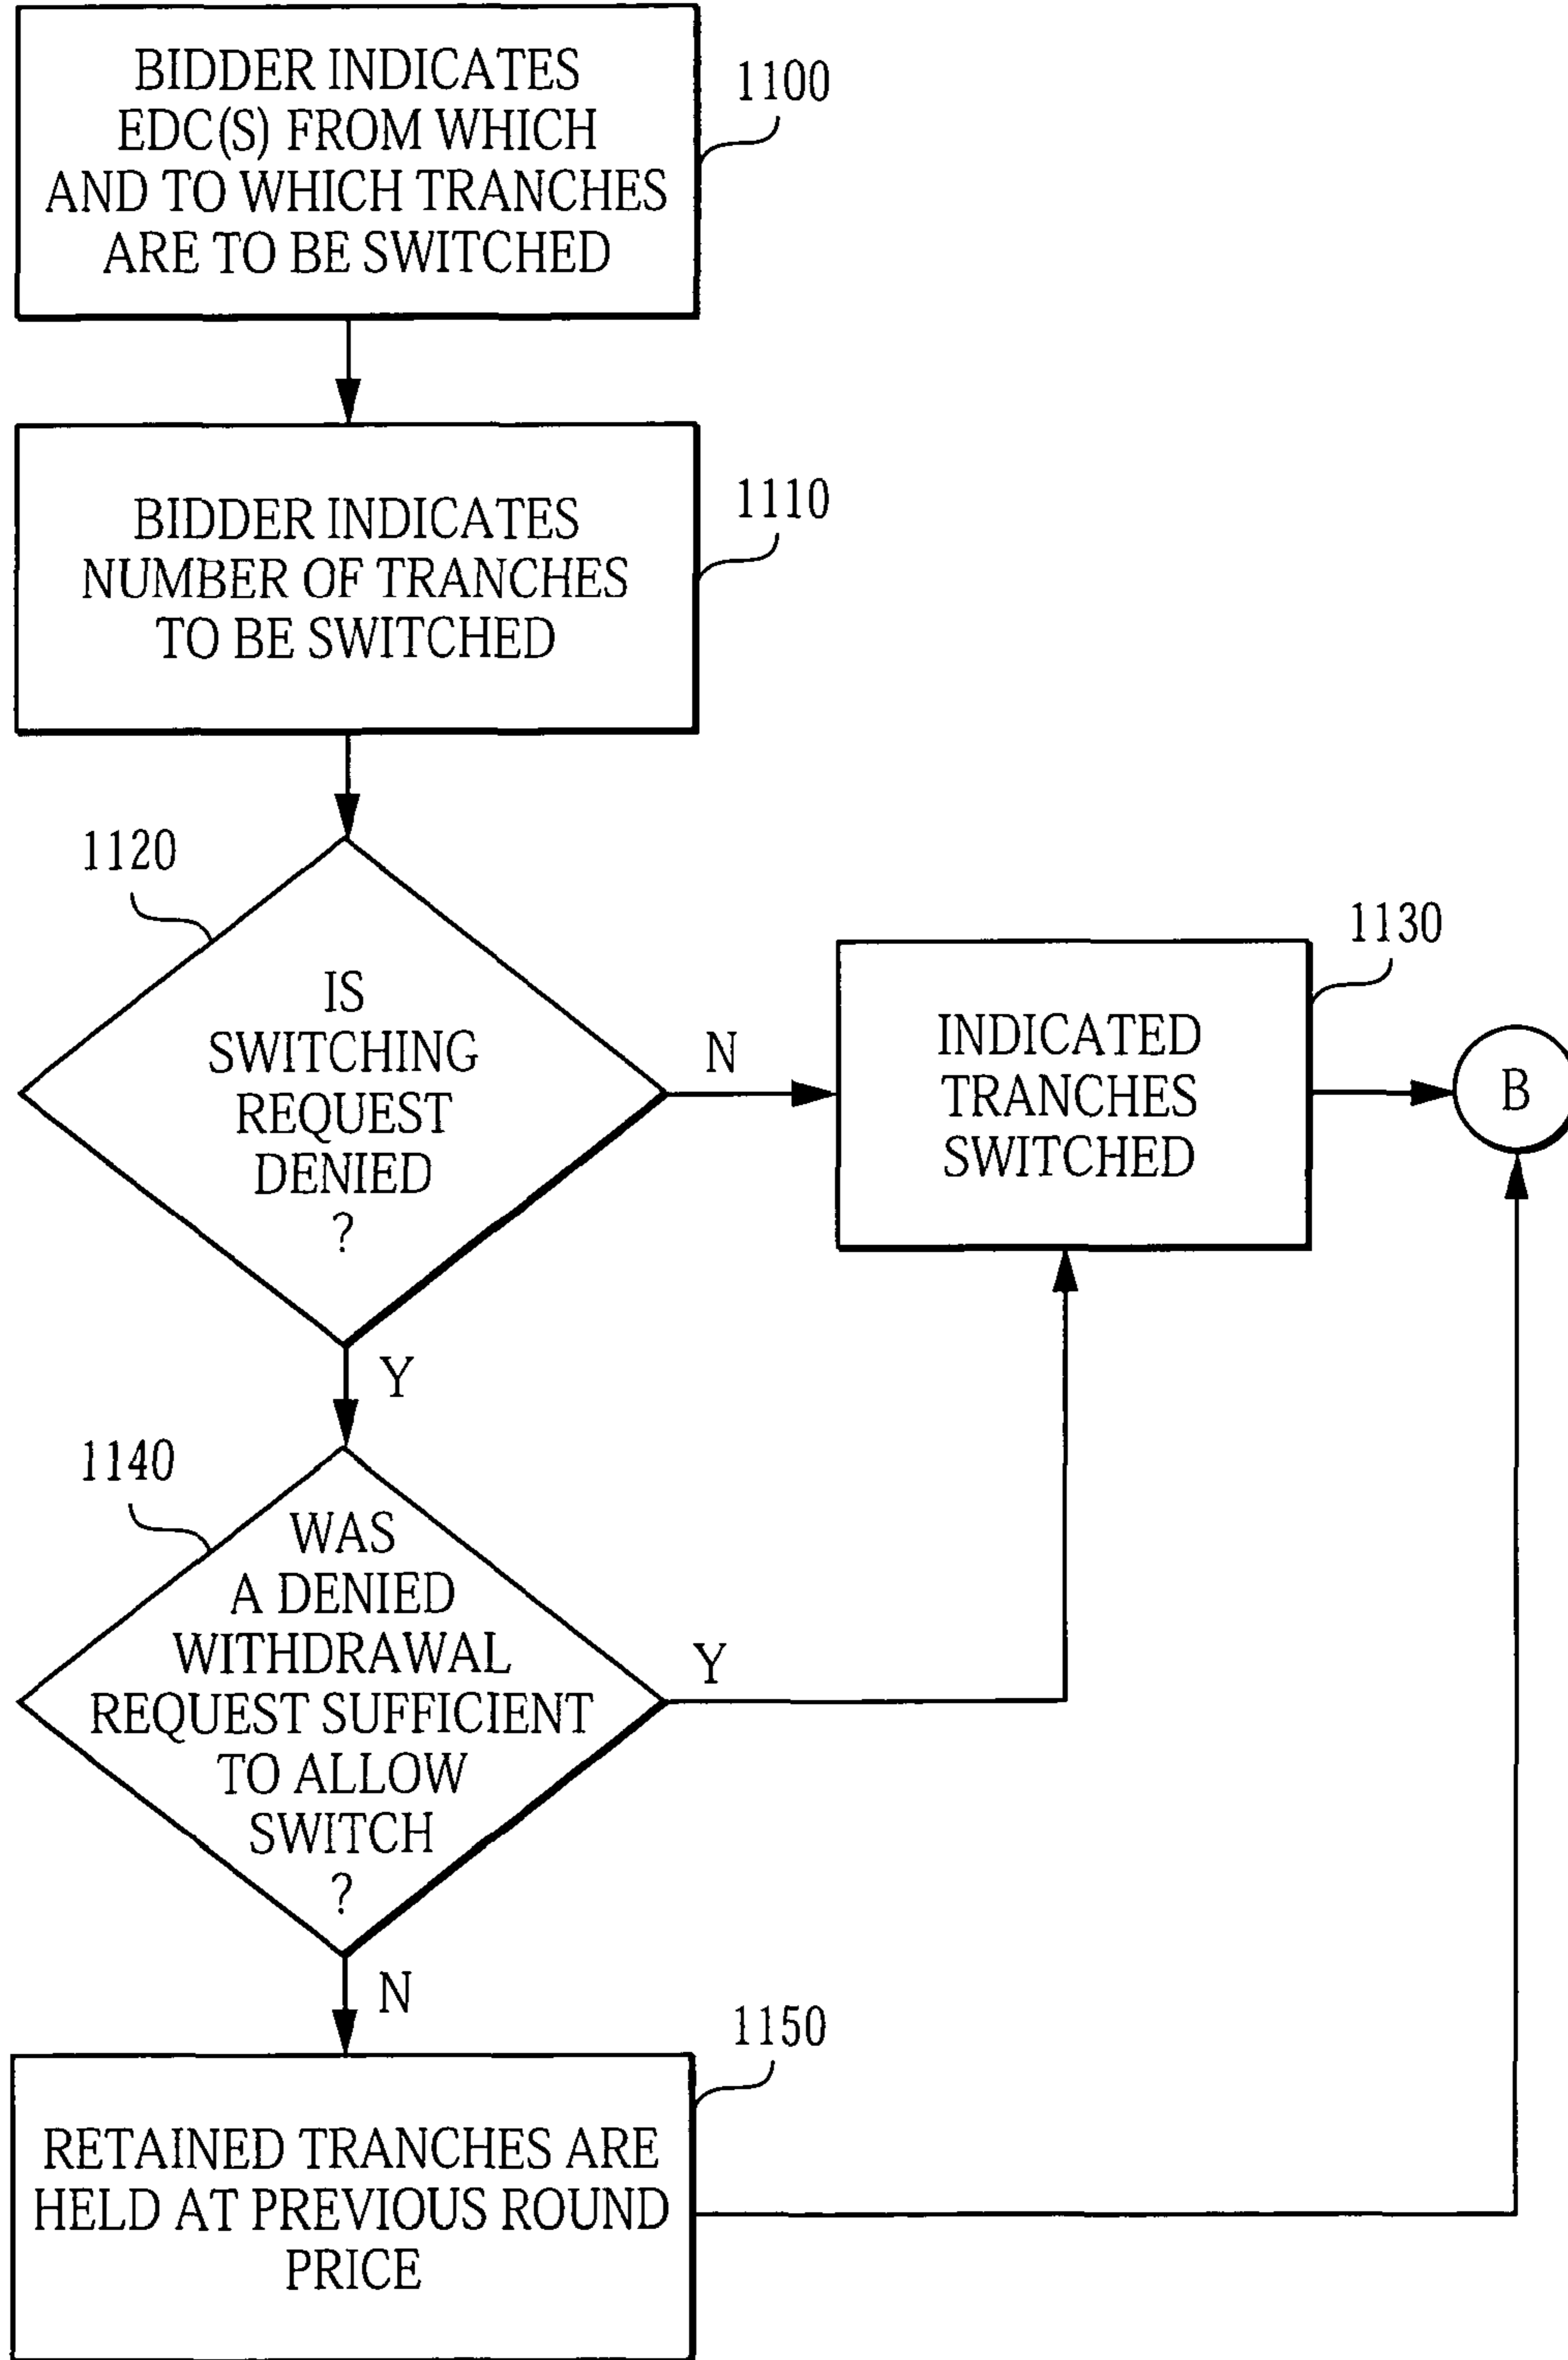 BIDDER INDICATES
EDC(S) FROM WHICH
AND TO WHICH TRANCHES
ARE TO BE SWITCHED
1100
BIDDER INDICATES
NUMBER OF TRANCHES
TO BE SWITCHED
1110
1120
IS
SWITCHING
REQUEST
DENIED
?
N
Y
INDICATED
TRANCHES
SWITCHED
1130
B
1140
WAS
A DENIED
WITHDRAWAL
REQUEST SUFFICIENT
TO ALLOW
SWITCH
?
Y
N
RETAINED TRANCHES ARE
HELD AT PREVIOUS ROUND
PRICE
1150